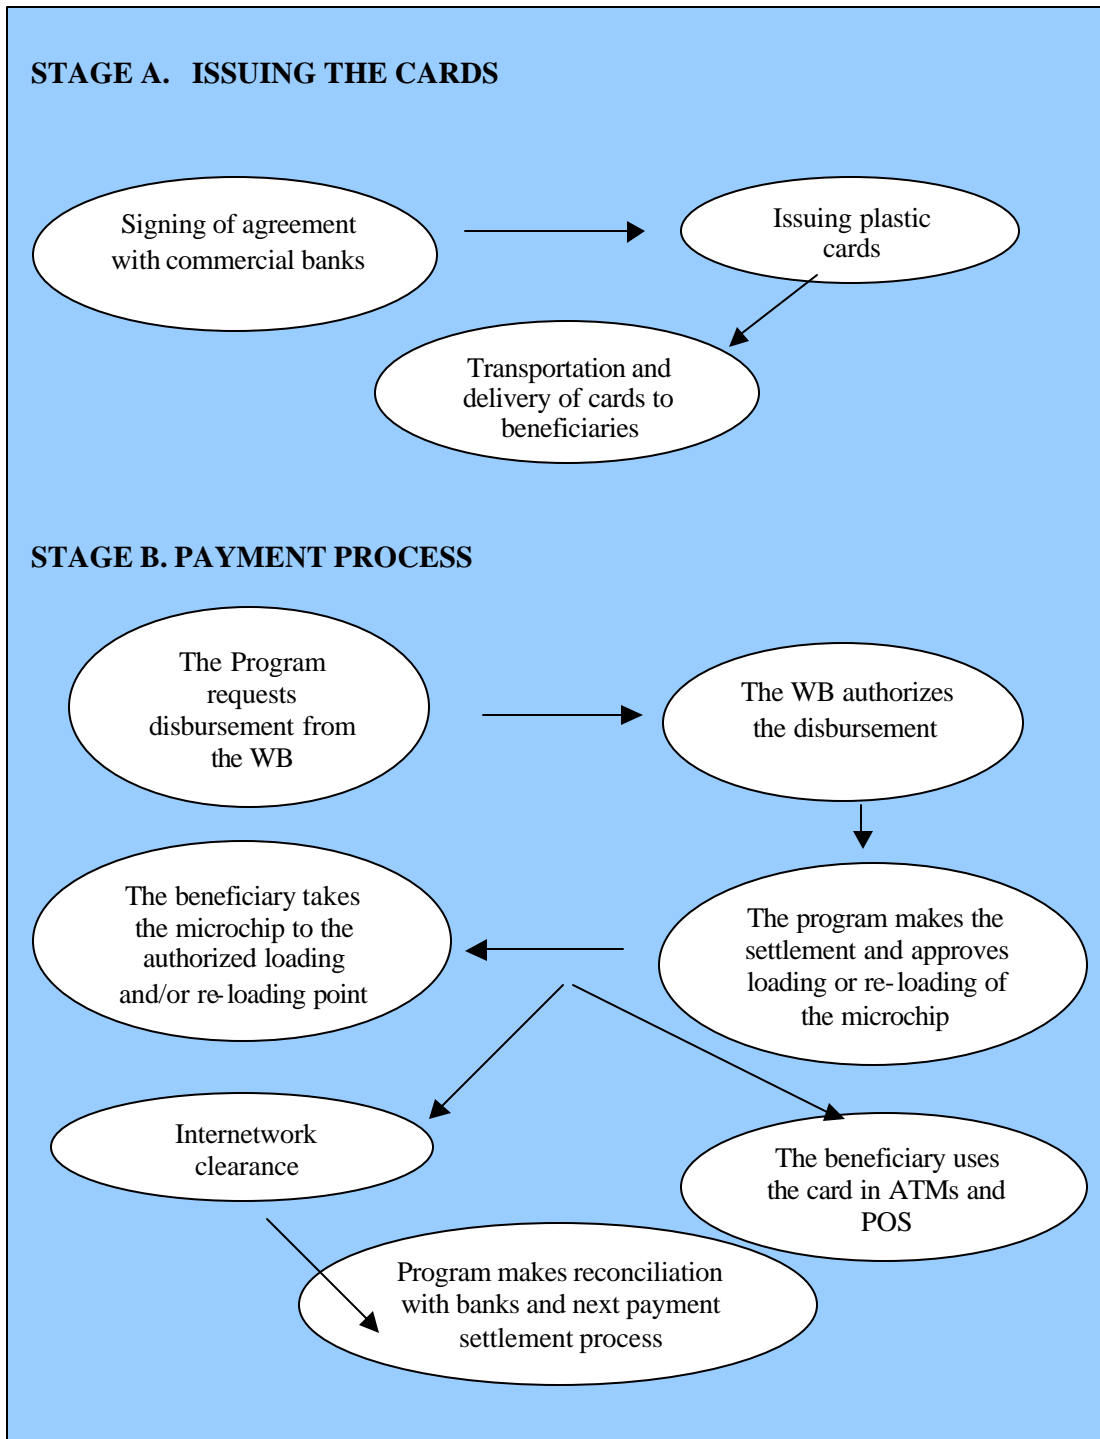 STAGE A. ISSUING THE CARDS
Signing of agreement
with commercial banks
Issuing plastic
cards
Transportation and
delivery of cards to
beneficiaries
STAGE B. PAYMENT PROCESS
The Program
requests
disbursement from
the WB
The WB authorizes
the disbursement
The program makes the
settlement and approves
loading or re-loading of
the microchip
The beneficiary takes
the microchip to the
authorized loading
and/or re-loading point
Internetwork
clearance
The beneficiary uses
the card in ATMs and
POS
Program makes reconciliation
with banks and next payment
settlement process